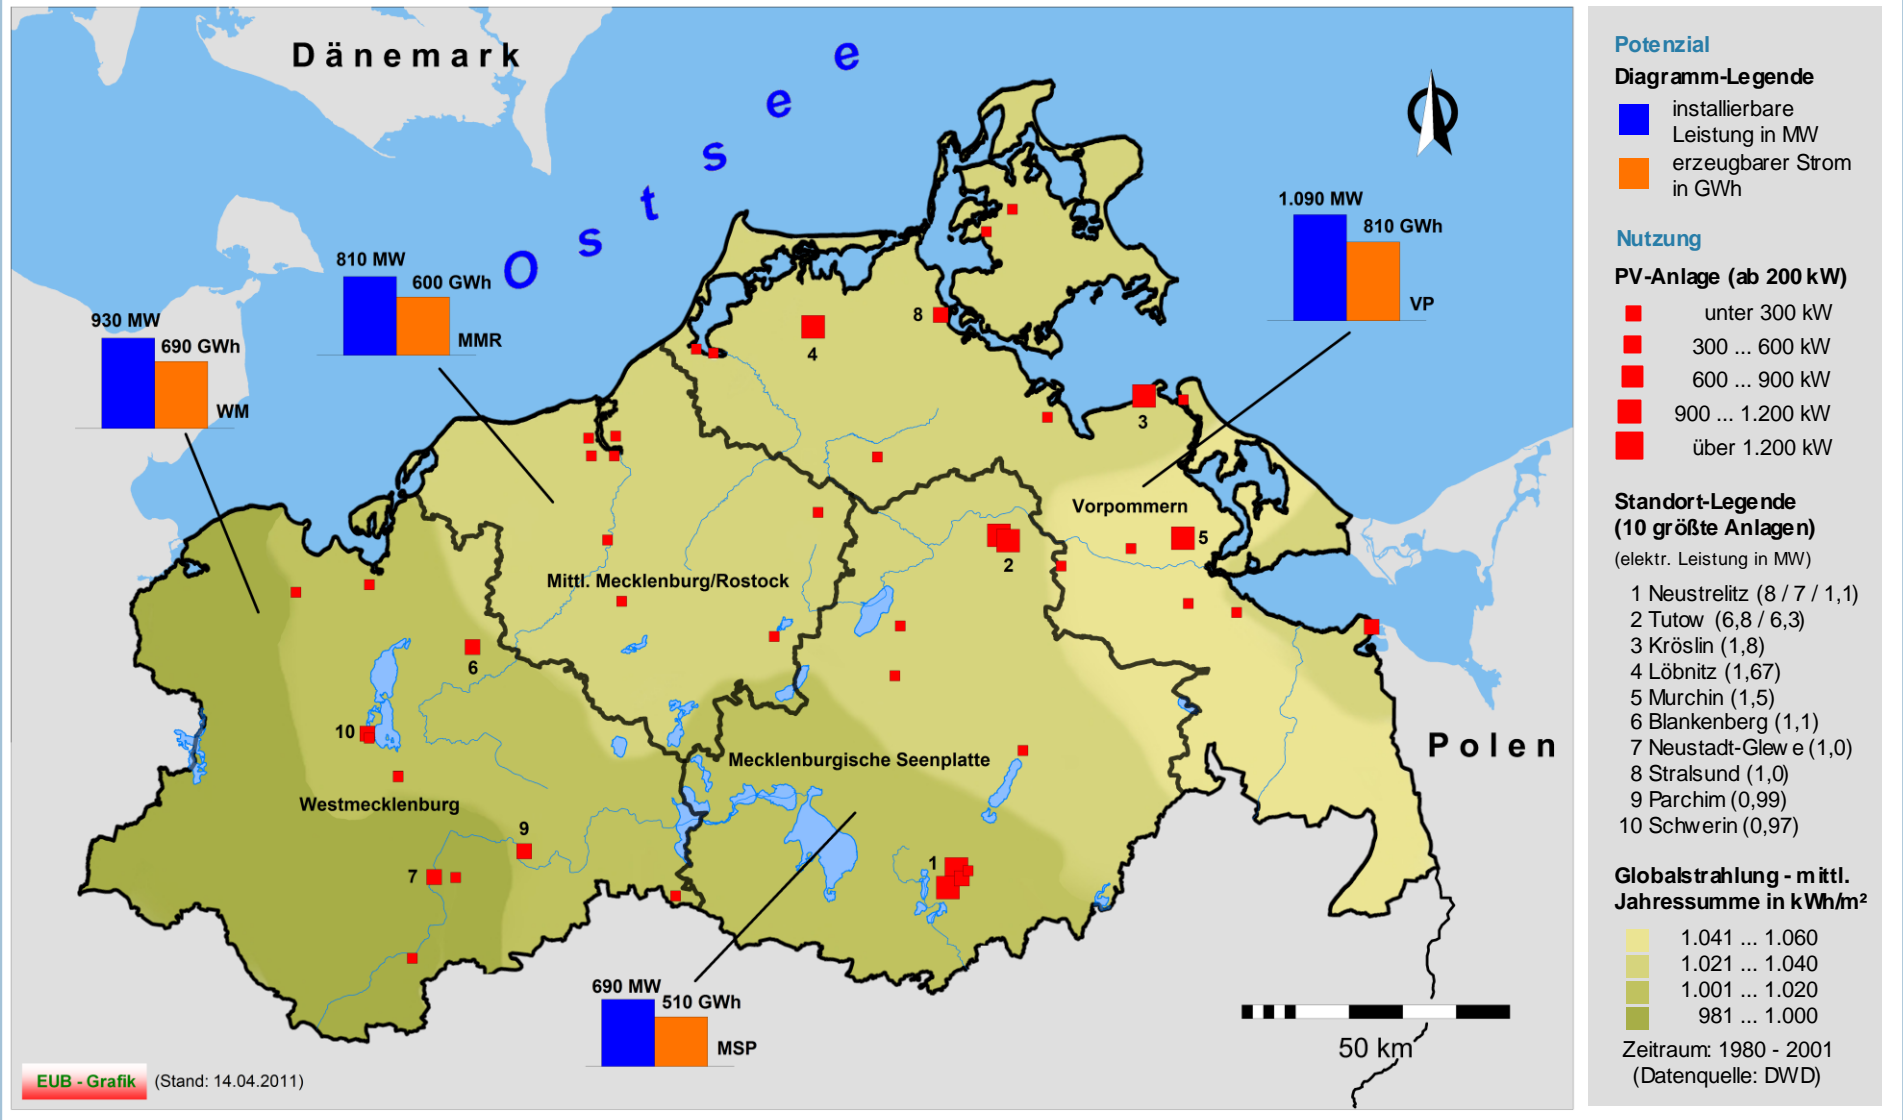 Dänemark
Ostsee
810 MW
600 GWh
MMR
930 MW
690 GWh
WM
1.090 MW
810 GWh
VP
8
4
3
Vorpommern
5
2
Mittl. Mecklenburg/Rostock
6
10
Mecklenburgische Seenplatte
Westmecklenburg
9
7
1
Polen
690 MW
510 GWh
MSP
50 km
EUB - Grafik (Stand: 14.04.2011)
Potenzial
Diagramm-Legende
installierbare
Leistung in MW
erzeugbarer Strom
in GWh
Nutzung
PV-Anlage (ab 200 kW)
unter 300 kW
300 ... 600 kW
600 ... 900 kW
900 ... 1.200 kW
über 1.200 kW
Standort-Legende
(10 größte Anlagen)
(elektr. Leistung in MW)
1 Neustrelitz (8 / 7 / 1,1)
2 Tutow (6,8 / 6,3)
3 Kröslin (1,8)
4 Löbnitz (1,67)
5 Murchin (1,5)
6 Blankenberg (1,1)
7 Neustadt-Glewe (1,0)
8 Stralsund (1,0)
9 Parchim (0,99)
10 Schwerin (0,97)
Globalstrahlung - mittl.
Jahressumme in kWh/m²
1.041 ... 1.060
1.021 ... 1.040
1.001 ... 1.020
981 ... 1.000
Zeitraum: 1980 - 2001
(Datenquelle: DWD)